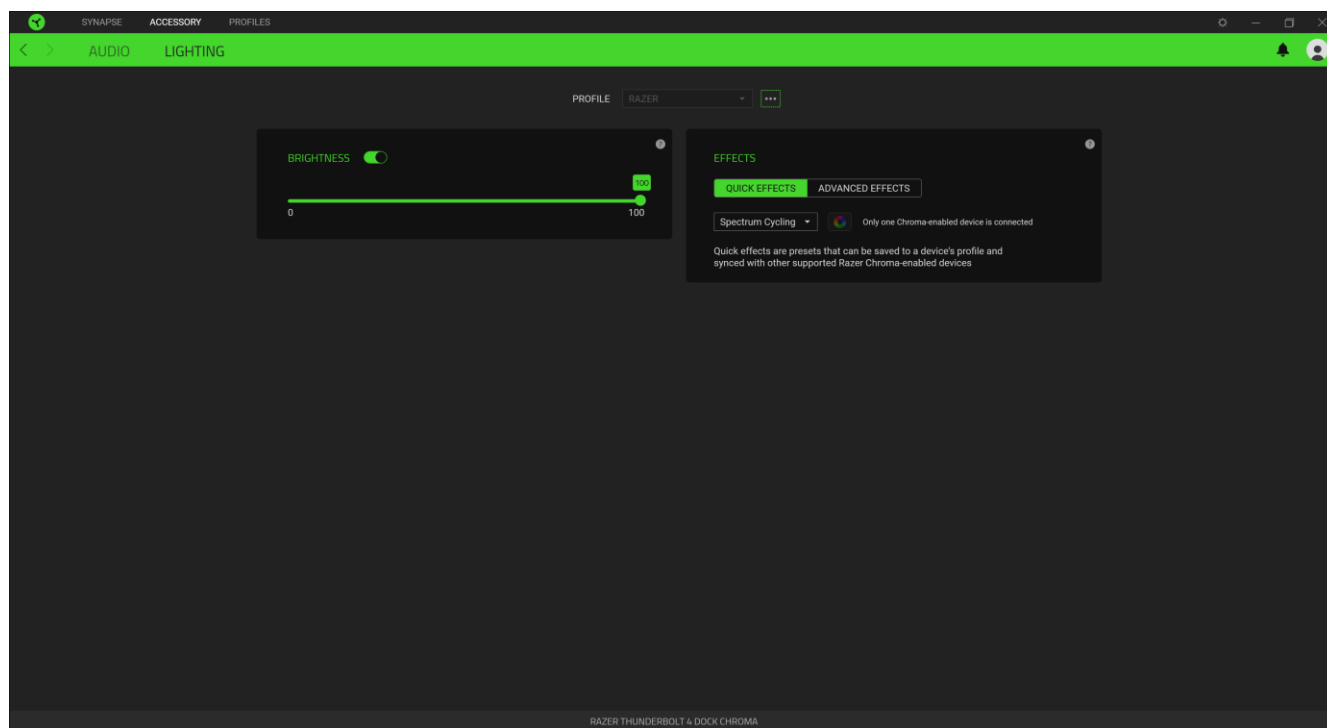 SYNAPSE ACCESSORY PROFILES
AUDIO LIGHTING
PROFILE RAZER
BRIGHTNESS
100
0 100
EFFECTS
QUICK EFFECTS ADVANCED EFFECTS
Spectrum Cycling Only one Chroma-enabled device is connected
Quick effects are presets that can be saved to a device's profile and
synced with other supported Razer Chroma-enabled devices
RAZER THUNDERBOLT 4 DOCK CHROMA